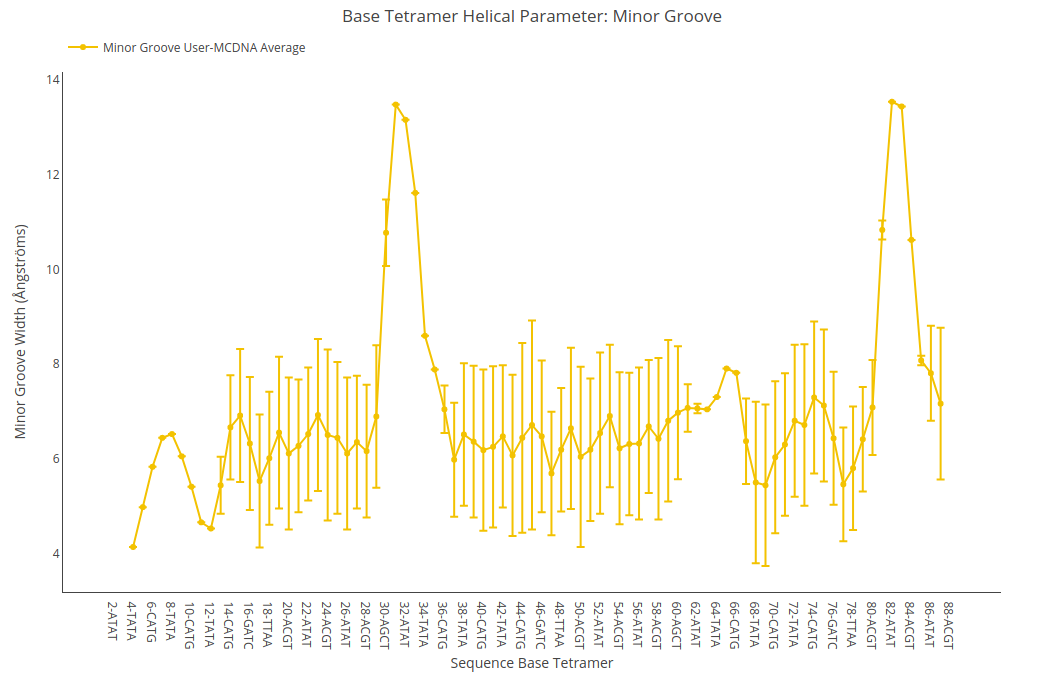 Base Tetramer Helical Parameter: Minor Groove
Minor Groove User-MCDNA Average
Minor Groove Width (Ångströms)
14
12
10
8
6
4
2-ATAT
4-TATA
6-CATG
8-TATA
10-CATG
12-TATA
14-CATG
16-GATC
18-TTAA
20-ACGT
22-ATAT
24-ACGT
26-ATAT
28-ACGT
30-AGCT
32-ATAT
34-TATA
36-CATG
38-TATA
40-CATG
42-TATA
44-CATG
46-GATC
48-TTAA
50-ACGT
52-ATAT
54-ACGT
56-ATAT
58-ACGT
60-AGCT
62-ATAT
64-TATA
66-CATG
68-TATA
70-CATG
72-TATA
74-CATG
76-GATC
78-TTAA
80-ACGT
82-ATAT
84-ACGT
86-ATAT
88-ACGT
Sequence Base Tetramer